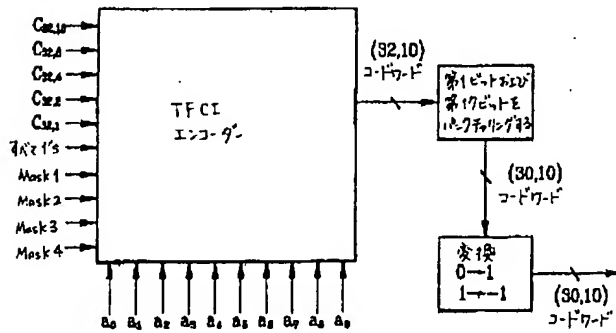 C32,10
C32,8
C32,4
C32,2
C32,1
すべて1's
Mask 1
Mask 2
Mask 3
Mask 4
TFCI
エンコーダー
a0 a1 a2 a3 a4 a5 a6 a7 a8 a9
(32,10)
コードワード
第1ビットおよび
第17ビットを
パンクチァリングする
(30,10)
コードワード
変換
0→1
1→-1
(30,10)
コードワード